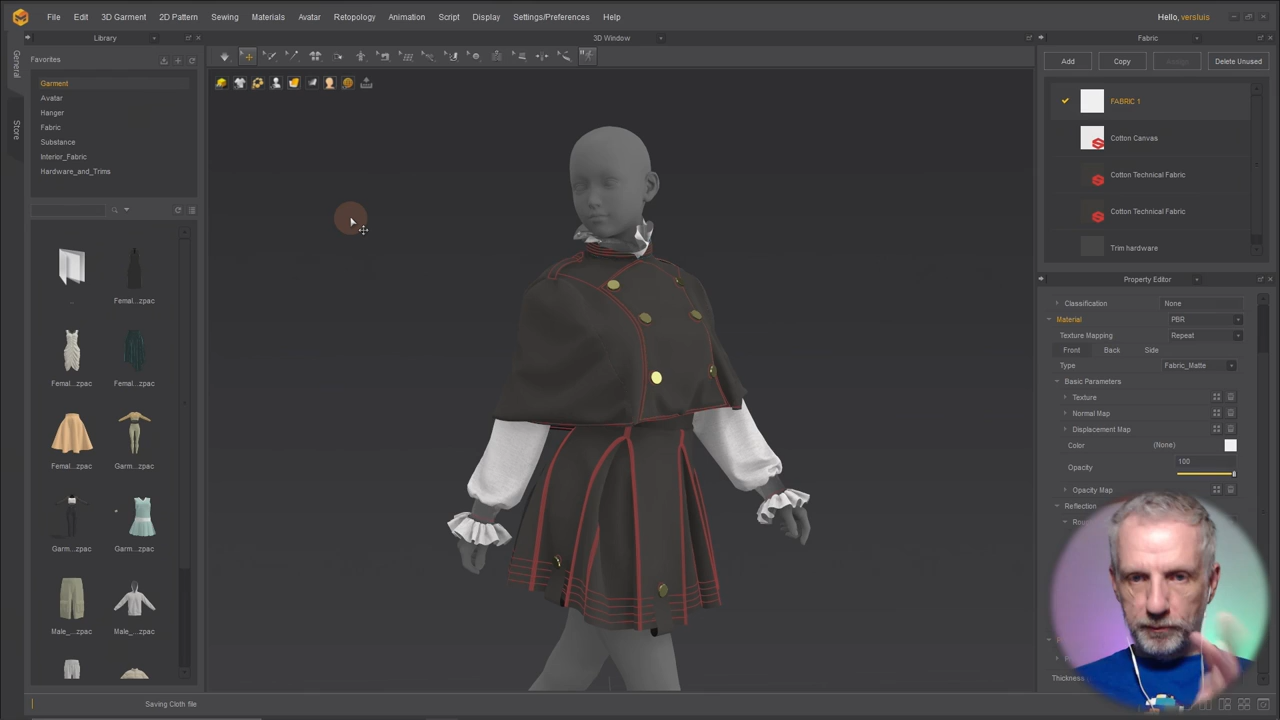 File Edit 3D Garment 2D Pattern Sewing Materials Avatar Retopology Animation Script Display Settings/Preferences Help Hello, versluis
Library
3D Window
Fabric
General
Store
Favorites
Garment
Avatar
Hanger
Fabric
Substance
Interior_Fabric
Hardware_and_Trims
Femal...zpac
Femal...zpac Femal...zpac
Femal...zpac Garm...zpac
Garm...zpac Garm...zpac
Male_...zpac Male_...zpac
Saving Cloth file
Add Copy Assign Delete Unused
FABRIC 1
Cotton Canvas
Cotton Technical Fabric
Cotton Technical Fabric
Trim hardware
Property Editor
Classification None
Material PBR
Texture Mapping Repeat
Front Back Side
Type Fabric_Matte
Basic Parameters
Texture
Normal Map
Displacement Map
Color (None)
Opacity 100
Opacity Map
Reflection
Thickness